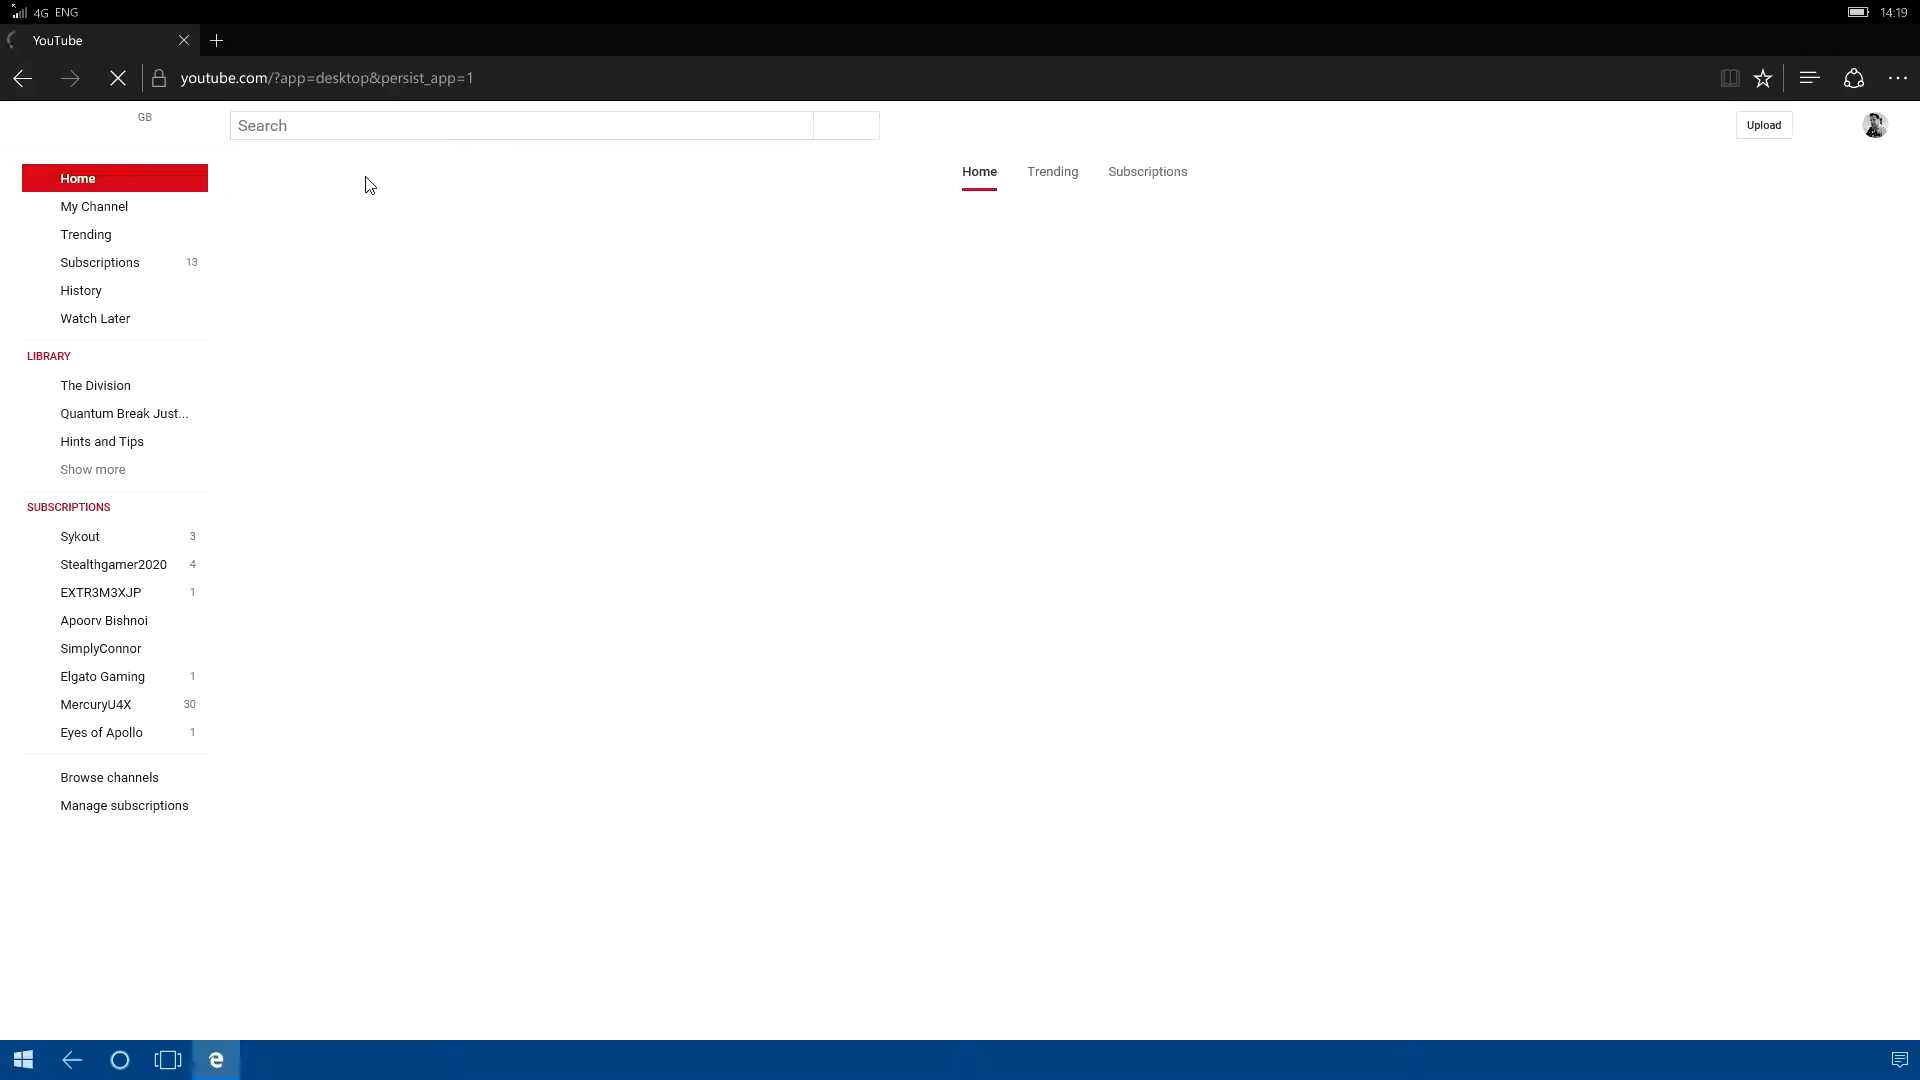 4G ENG
14:19
YouTube
youtube.com/?app=desktop&persist_app=1
GB
Search
Upload
Home
Trending
Subscriptions
Home
My Channel
Trending
Subscriptions 13
History
Watch Later
LIBRARY
The Division
Quantum Break Just...
Hints and Tips
Show more
SUBSCRIPTIONS
Sykout 3
Stealthgamer2020 4
EXTR3M3XJP 1
Apoorv Bishnoi
SimplyConnor
Elgato Gaming 1
MercuryU4X 30
Eyes of Apollo 1
Browse channels
Manage subscriptions